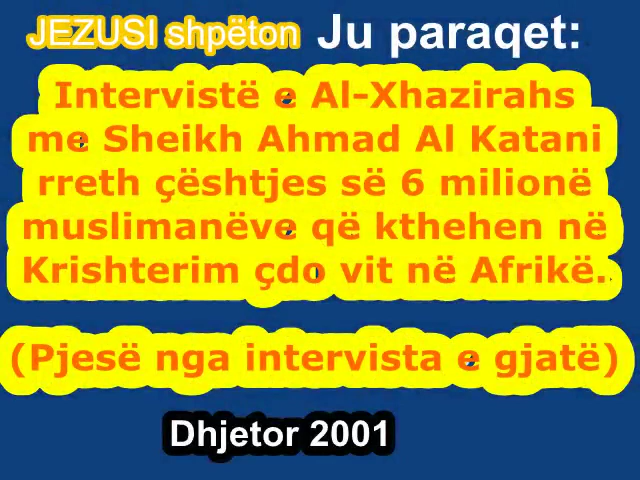 JEZUSI shpëton Ju paraqet:
Intervistë e Al-Xhazirahs
me Sheikh Ahmad Al Katani
rreth çështjes së 6 milionë
muslimanëve që kthehen në
Krishterim çdo vit në Afrikë.
(Pjesë nga intervista e gjatë)
Dhjetor 2001